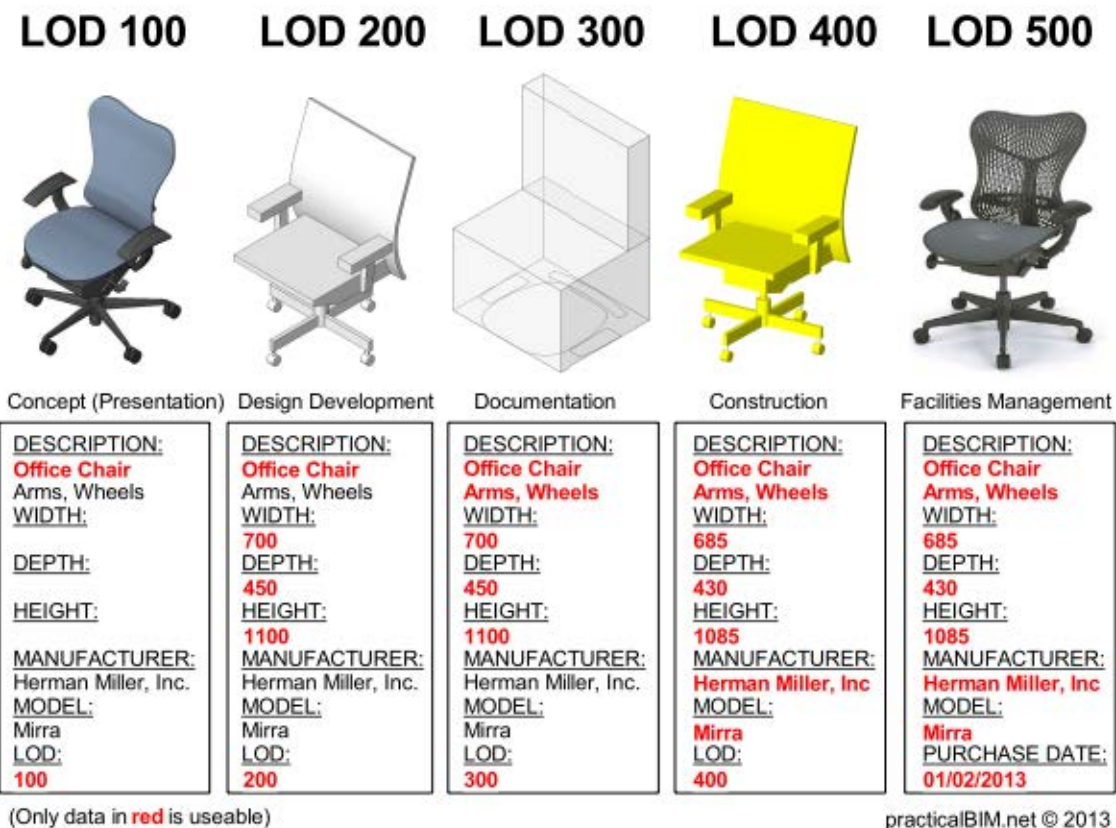 LOD 100
LOD 200
LOD 300
LOD 400
LOD 500
Concept (Presentation)
Design Development
Documentation
Construction
Facilities Management
DESCRIPTION:
Office Chair
Arms, Wheels
WIDTH:
DEPTH:
HEIGHT:
MANUFACTURER:
Herman Miller, Inc.
MODEL:
Mirra
LOD:
100
DESCRIPTION:
Office Chair
Arms, Wheels
WIDTH:
700
DEPTH:
450
HEIGHT:
1100
MANUFACTURER:
Herman Miller, Inc.
MODEL:
Mirra
LOD:
200
DESCRIPTION:
Office Chair
Arms, Wheels
WIDTH:
700
DEPTH:
450
HEIGHT:
1100
MANUFACTURER:
Herman Miller, Inc.
MODEL:
Mirra
LOD:
300
DESCRIPTION:
Office Chair
Arms, Wheels
WIDTH:
685
DEPTH:
430
HEIGHT:
1085
MANUFACTURER:
Herman Miller, Inc
MODEL:
Mirra
LOD:
400
DESCRIPTION:
Office Chair
Arms, Wheels
WIDTH:
685
DEPTH:
430
HEIGHT:
1085
MANUFACTURER:
Herman Miller, Inc
MODEL:
Mirra
PURCHASE DATE:
01/02/2013
(Only data in red is useable)
practicalBIM.net © 2013